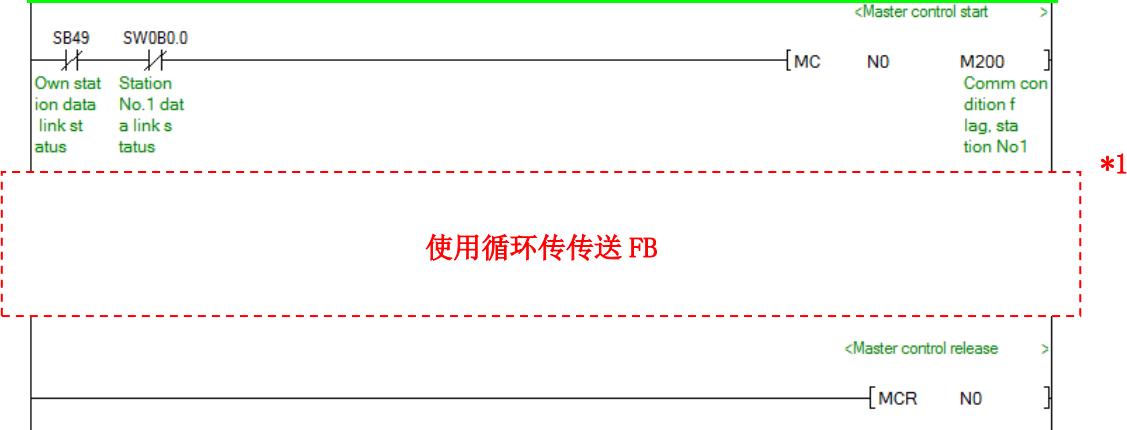 <Master control start >
SB49 SW0B0.0
[MC N0 M200 ]
Own stat
ion data
link st
atus
Station
No.1 dat
a link s
tatus
Comm con
dition f
lag, sta
tion No1
*1
使用循环传传送 FB
<Master control release >
[MCR N0 ]